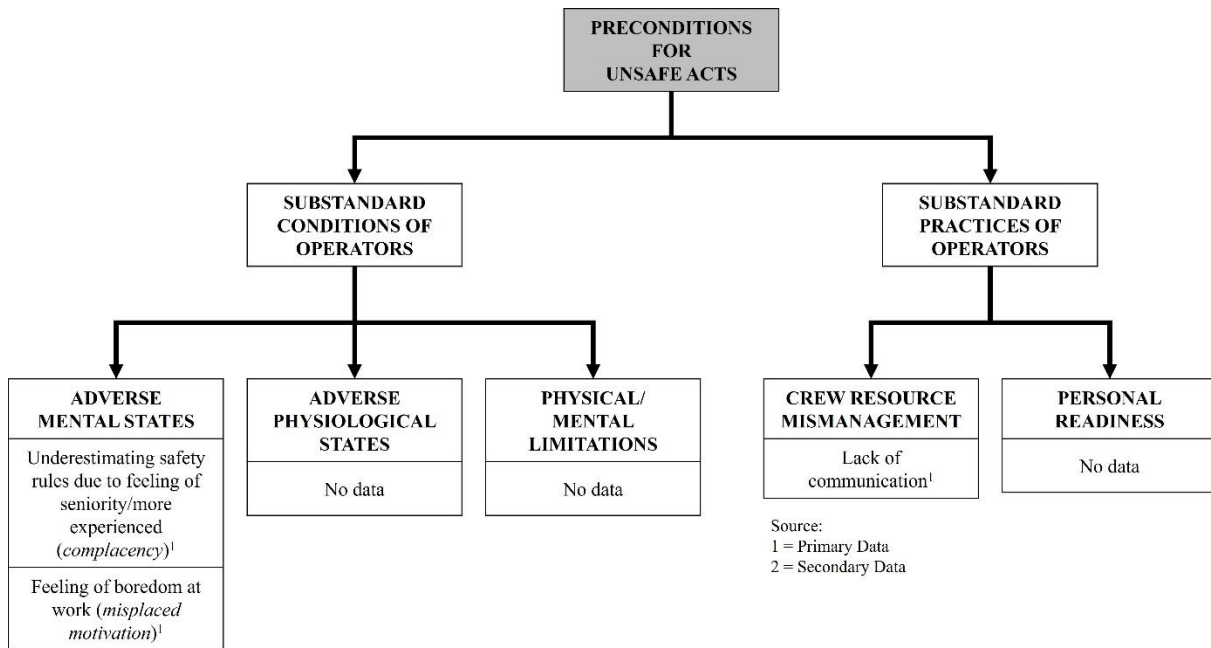 PRECONDITIONS
FOR
UNSAFE ACTS
SUBSTANDARD
CONDITIONS OF
OPERATORS
SUBSTANDARD
PRACTICES OF
OPERATORS
ADVERSE
MENTAL STATES
Underestimating safety
rules due to feeling of
seniority/more
experienced
(complacency)¹
Feeling of boredom at
work (misplaced
motivation)¹
ADVERSE
PHYSIOLOGICAL
STATES
No data
PHYSICAL/
MENTAL
LIMITATIONS
No data
CREW RESOURCE
MISMANAGEMENT
Lack of
communication¹
PERSONAL
READINESS
No data
Source:
1 = Primary Data
2 = Secondary Data